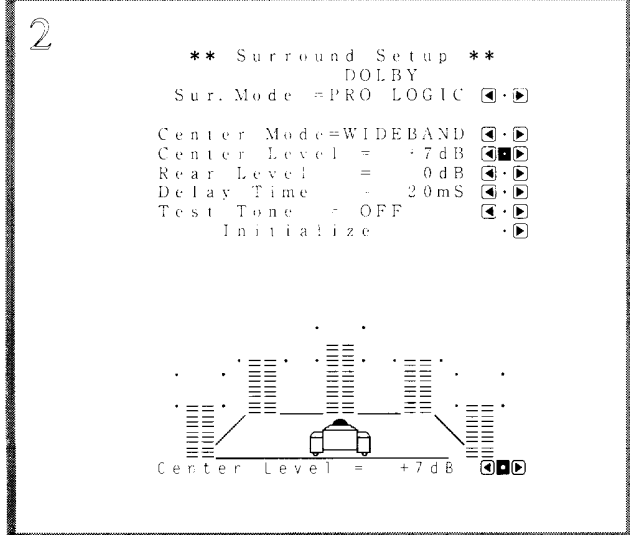 2
** Surround Setup **
DOLBY
Sur.Mode =PRO LOGIC ◀·▶
Center Mode=WIDEBAND ◀·▶
Center Level = +7dB ◀■▶
Rear Level = 0dB ◀·▶
Delay Time = 20mS ◀·▶
Test Tone = OFF ◀·▶
Initialize ·▶
Center Level = +7dB ◀■▶